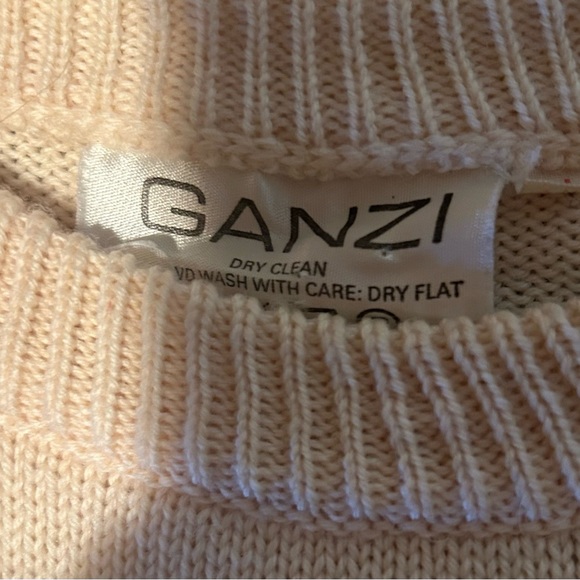 GANZI
DRY CLEAN
WASH WITH CARE: DRY FLAT